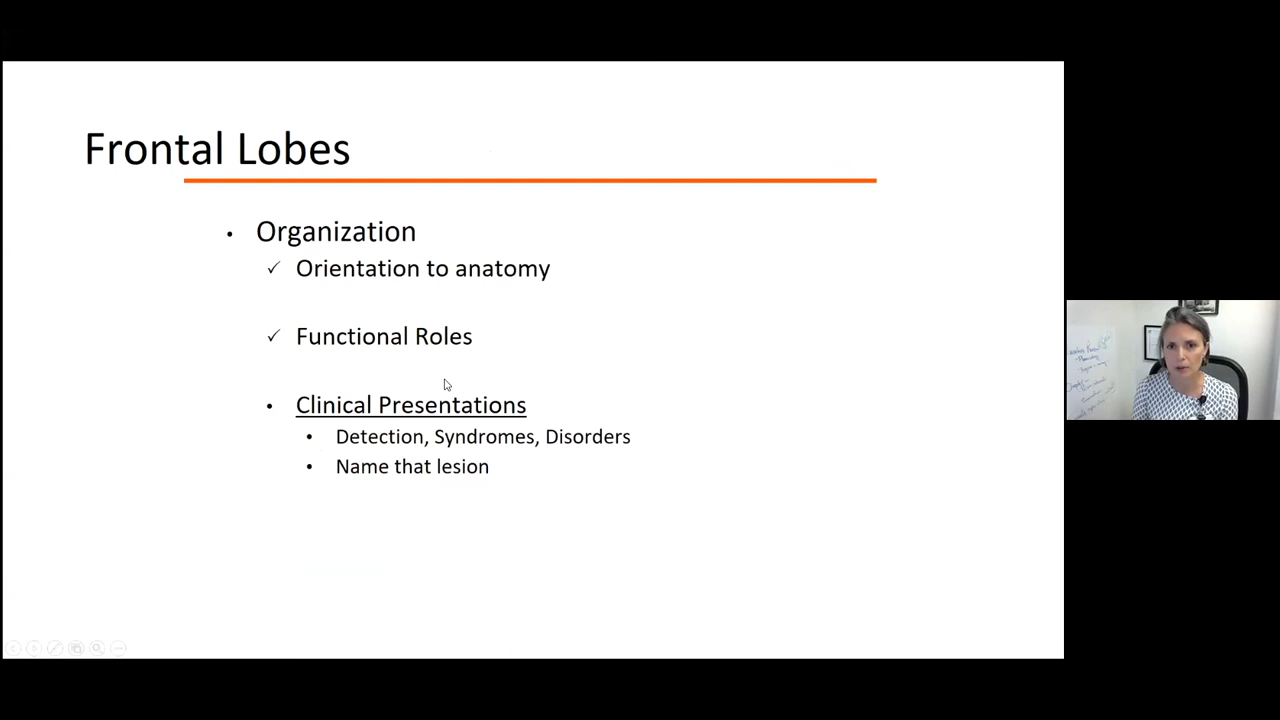 Frontal Lobes
• Organization
✓ Orientation to anatomy
✓ Functional Roles
• Clinical Presentations
• Detection, Syndromes, Disorders
• Name that lesion